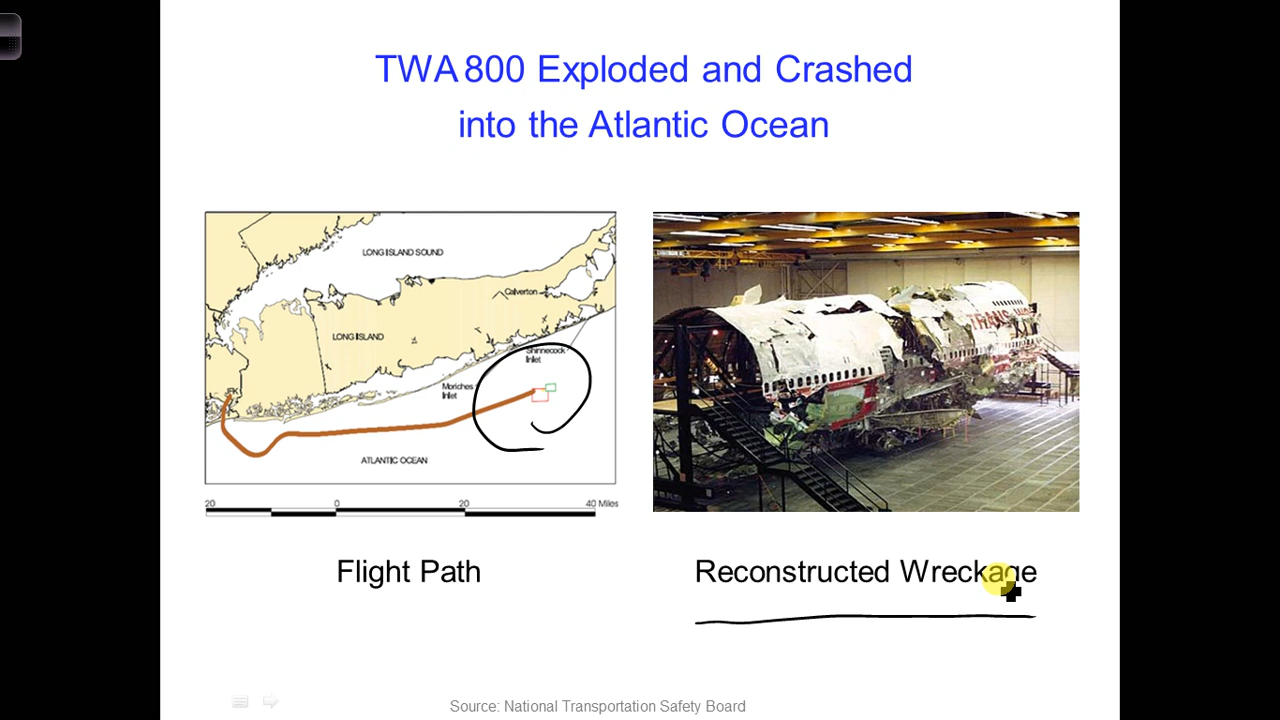 TWA 800 Exploded and Crashed
into the Atlantic Ocean
LONG ISLAND SOUND
Calverton
LONG ISLAND
Shinnecock
Inlet
Moriches
Inlet
JFK
ATLANTIC OCEAN
20 0 20 40 Miles
TRANS
Flight Path
Reconstructed Wreckage
Source: National Transportation Safety Board